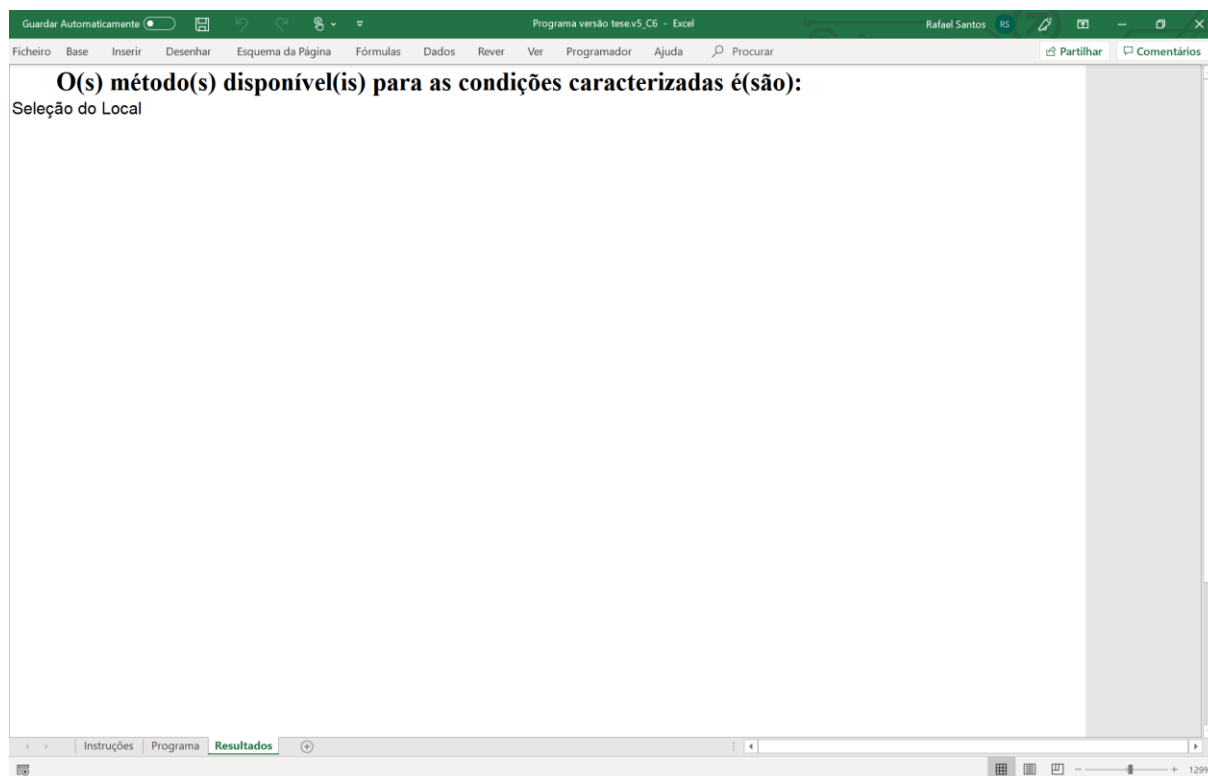 Guardar Automaticamente
Programa versão tese.v5_C6 - Excel
Rafael Santos
RS
Ficheiro Base Inserir Desenhar Esquema da Página Fórmulas Dados Rever Ver Programador Ajuda Procurar Partilhar Comentários
O(s) método(s) disponível(is) para as condições caracterizadas é(são):
Seleção do Local
Instruções Programa Resultados
129%